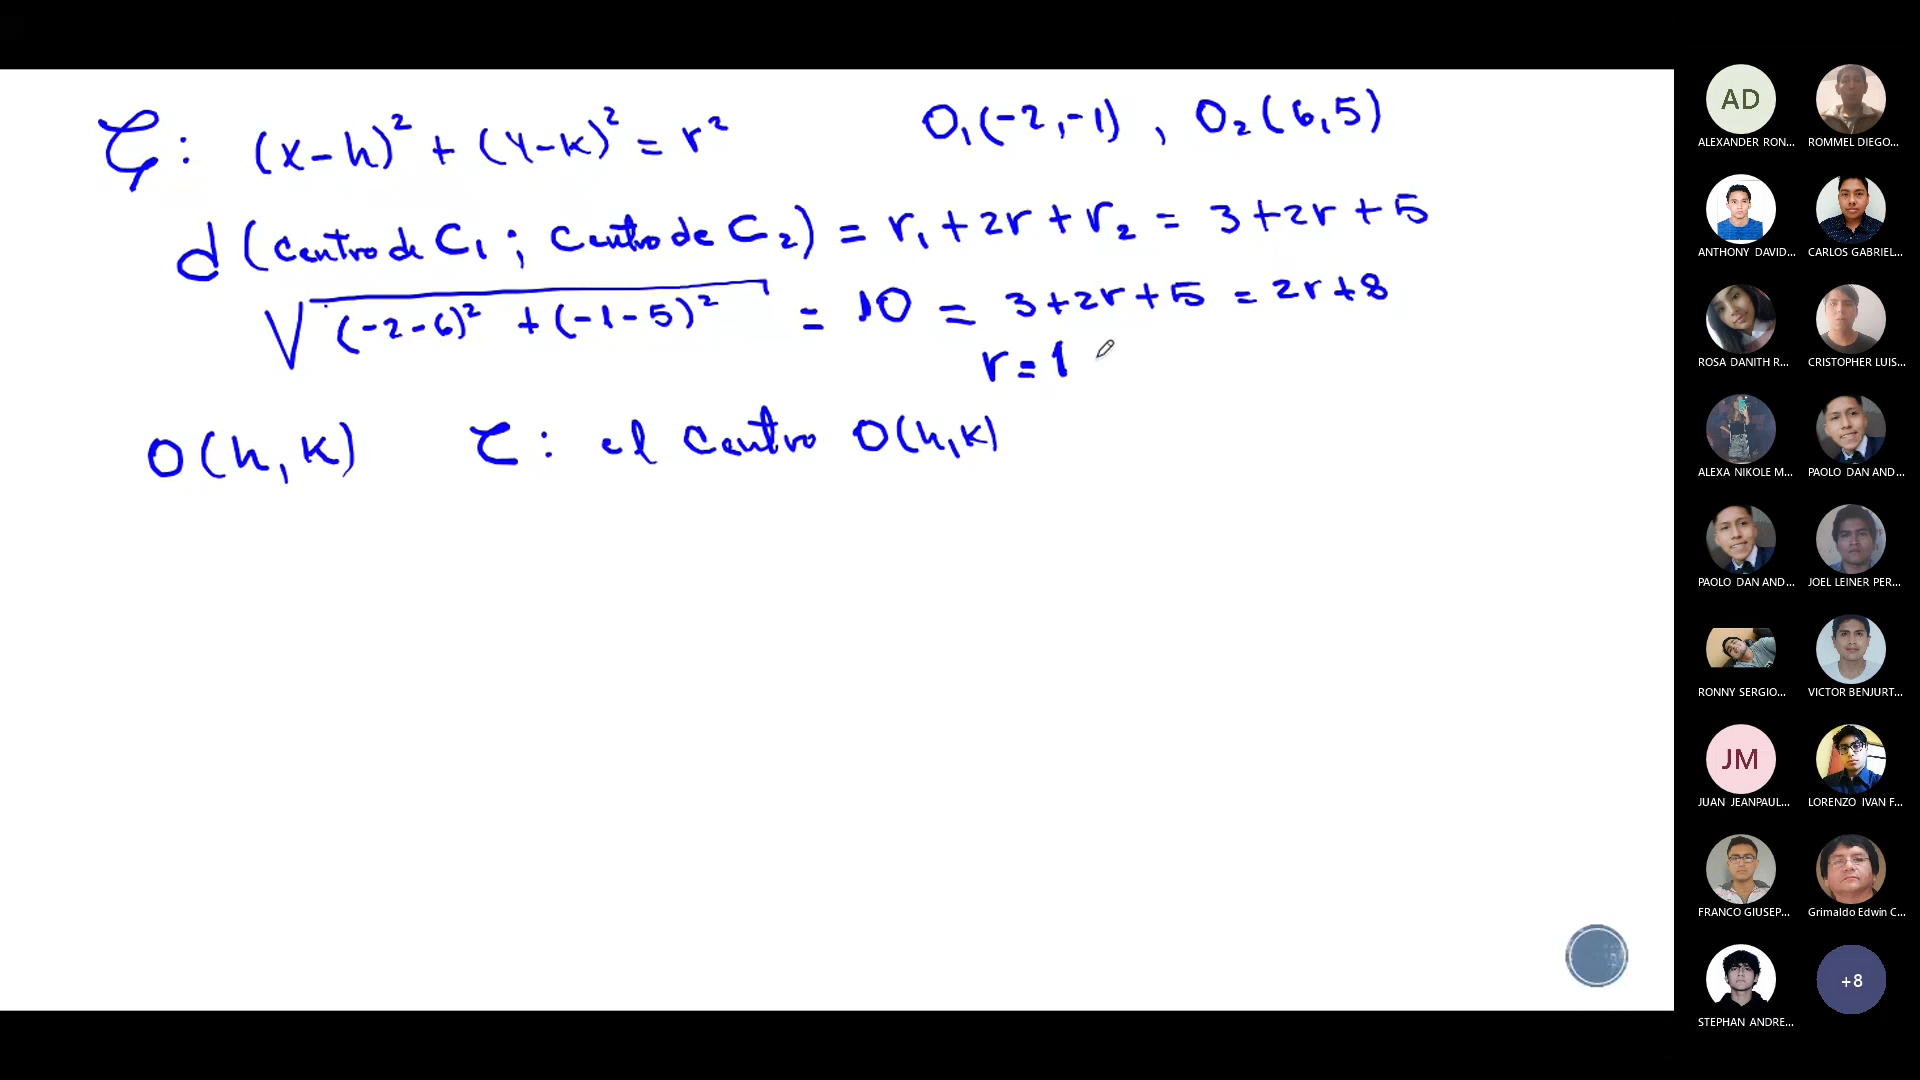 C: (x-h)² + (y-k)² = r²    O₁(-2,-1) , O₂(6,5)
d(centro de C₁ ; Centro de C₂) = r₁ + 2r + r₂ = 3 + 2r + 5
√((-2-6)² + (-1-5)²) = 10 = 3 + 2r + 5 = 2r + 8
r = 1
O(h,k)    C: el centro O(h,k)
AD
ALEXANDER RON...
ROMMEL DIEGO...
ANTHONY DAVID...
CARLOS GABRIEL...
ROSA DANITH R...
CRISTOPHER LUIS...
ALEXA NIKOLE M...
PAOLO DAN AND...
PAOLO DAN AND...
JOEL LEINER PER...
RONNY SERGIO...
VICTOR BENJURT...
JM
JUAN JEANPAUL...
LORENZO IVAN F...
FRANCO GIUSEP...
Grimaldo Edwin C...
STEPHAN ANDRE...
+8